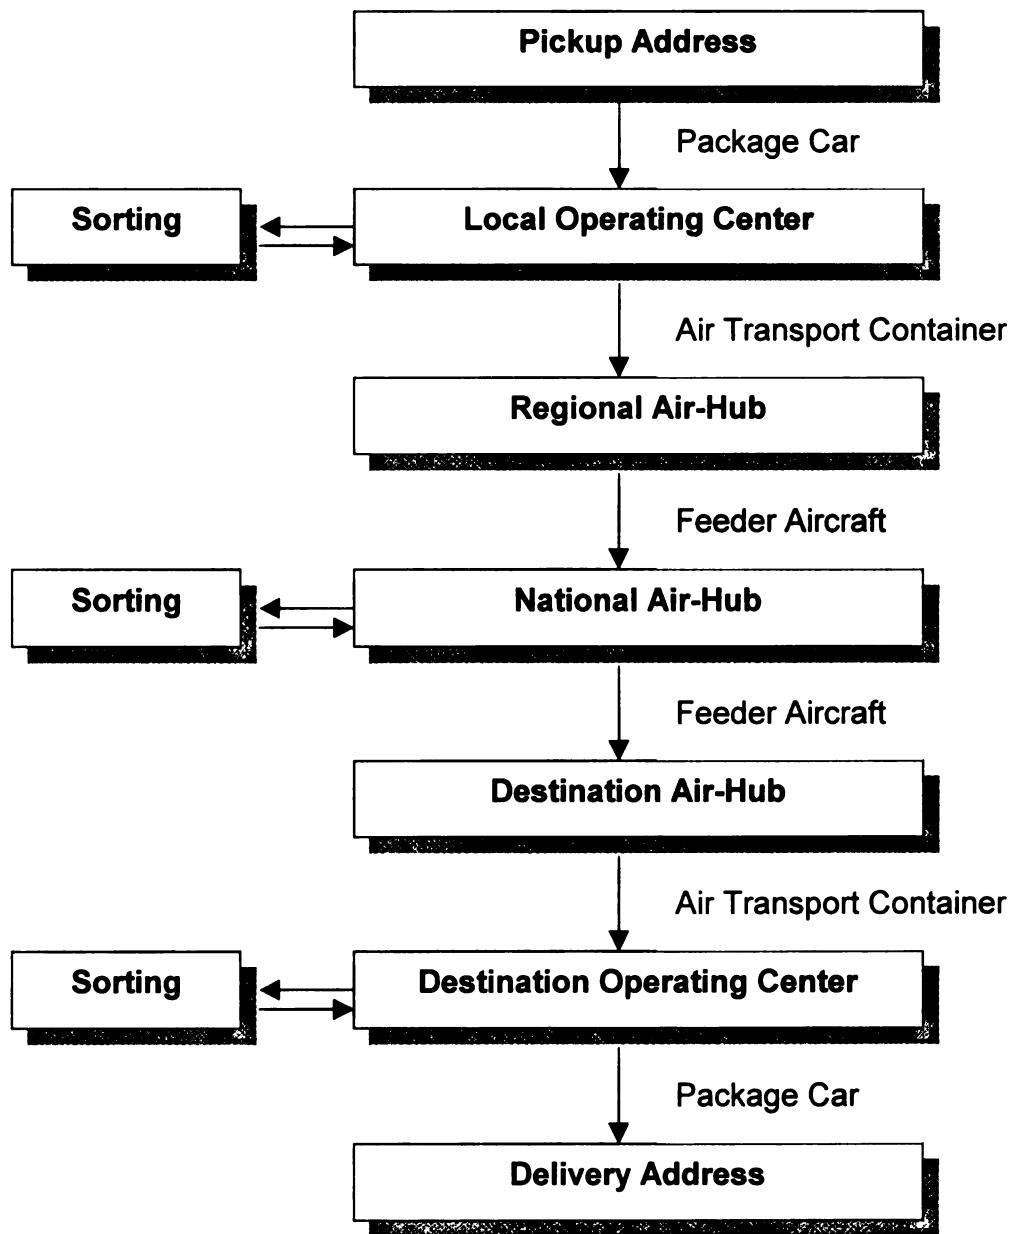 Pickup Address
Package Car
Sorting
Local Operating Center
Air Transport Container
Regional Air-Hub
Feeder Aircraft
Sorting
National Air-Hub
Feeder Aircraft
Destination Air-Hub
Air Transport Container
Sorting
Destination Operating Center
Package Car
Delivery Address